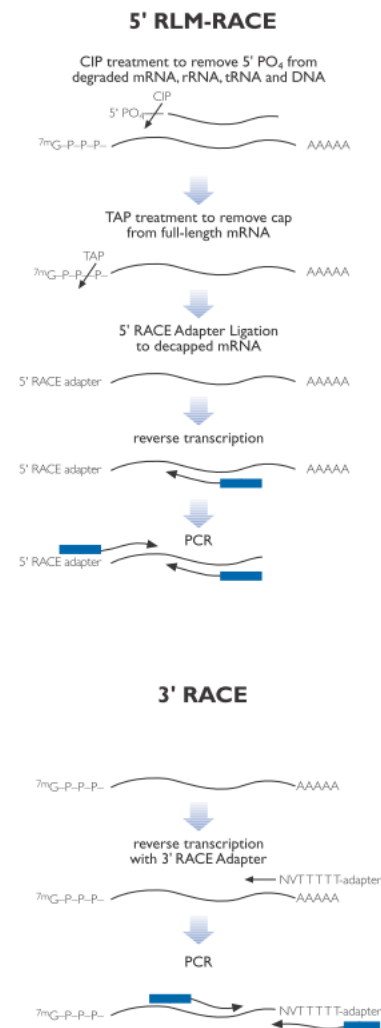 5' RLM-RACE
CIP treatment to remove 5' PO₄ from
degraded mRNA, rRNA, tRNA and DNA
CIP
5' PO₄
⁷ᵐG–P–P–P–
AAAAA
TAP treatment to remove cap
from full-length mRNA
TAP
⁷ᵐG–P–P–P–
AAAAA
5' RACE Adapter Ligation
to decapped mRNA
5' RACE adapter
AAAAA
reverse transcription
5' RACE adapter
AAAAA
PCR
5' RACE adapter
3' RACE
⁷ᵐG–P–P–P–
AAAAA
reverse transcription
with 3' RACE Adapter
NVTTTTT-adapter
⁷ᵐG–P–P–P–
AAAAA
PCR
⁷ᵐG–P–P–P–
NVTTTTT-adapter